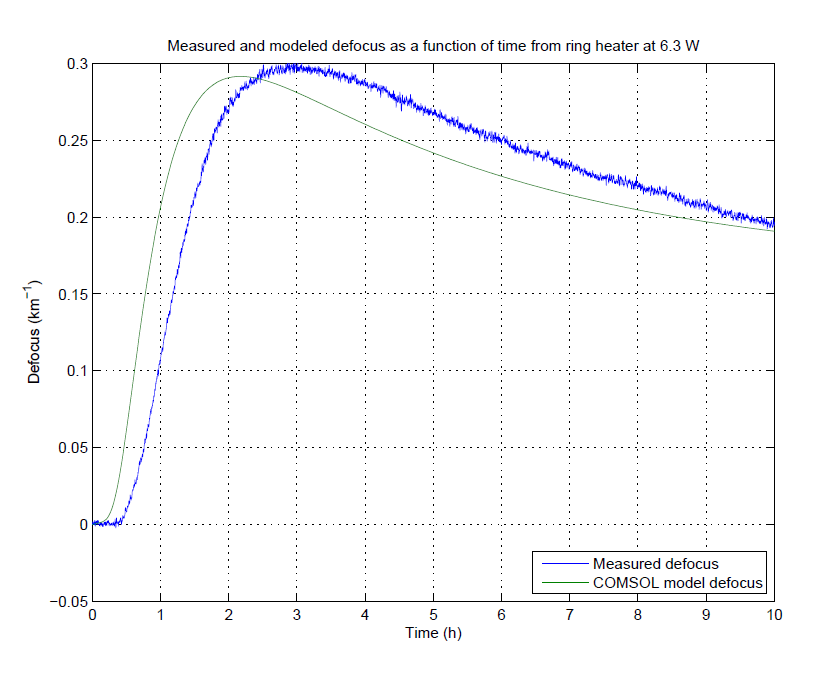 Measured and modeled defocus as a function of time from ring heater at 6.3 W
0.3
0.25
0.2
0.15
0.1
0.05
0
−0.05
Defocus (km−1)
0 1 2 3 4 5 6 7 8 9 10
Time (h)
Measured defocus
COMSOL model defocus